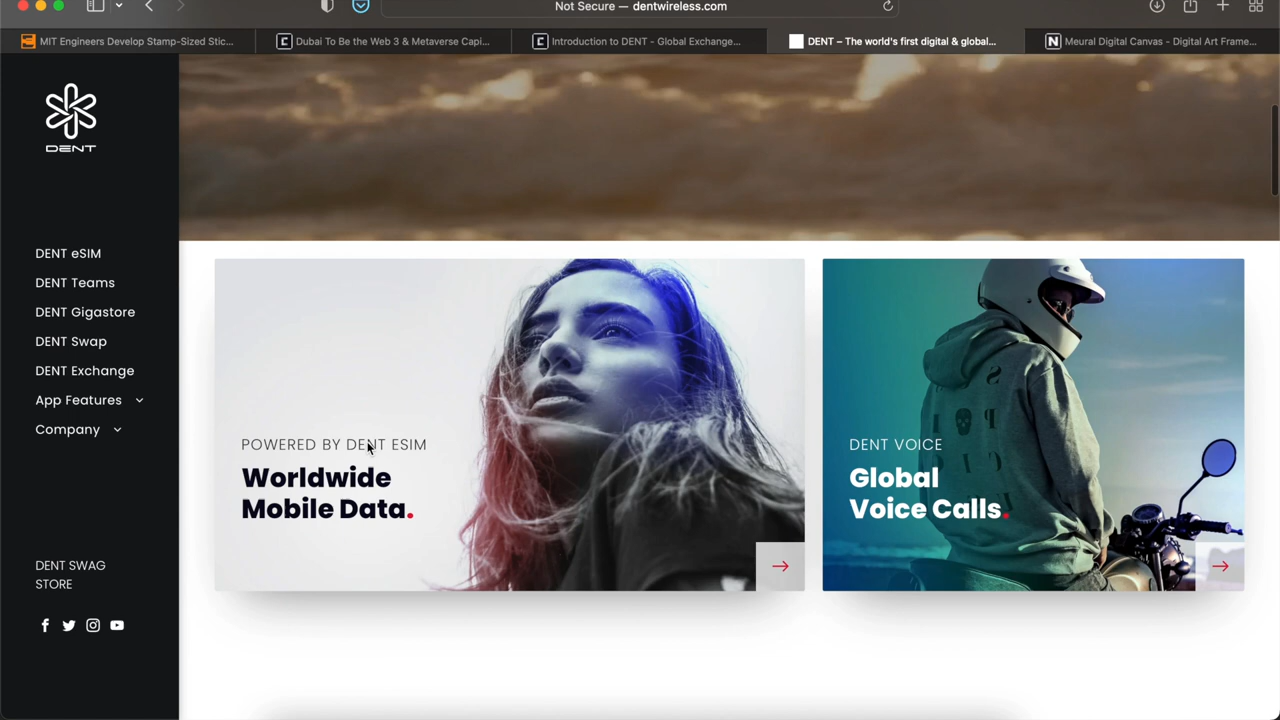 Not Secure — dentwireless.com
MIT Engineers Develop Stamp-Sized Stic...
Dubai To Be the Web 3 & Metaverse Capi...
Introduction to DENT - Global Exchange...
DENT – The world's first digital & global...
N Meural Digital Canvas - Digital Art Frame...
DENT
DENT eSIM
DENT Teams
DENT Gigastore
DENT Swap
DENT Exchange
App Features
Company
DENT SWAG
STORE
POWERED BY DENT ESIM
Worldwide
Mobile Data.
DENT VOICE
Global
Voice Calls.